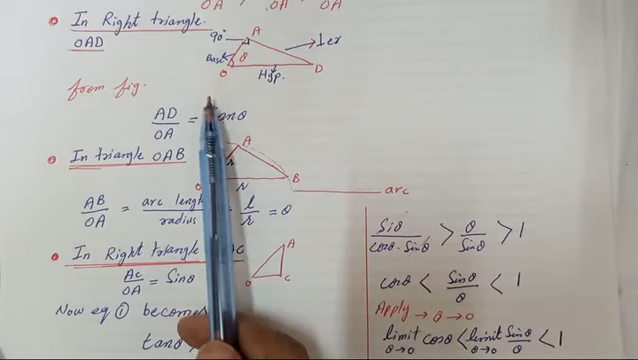 OA OA OA
In Right triangle.
OAD
90°
A
Base
θ
O
Hyp.
D
from fig.
AD/OA =
In triangle OAB
A
r
r
B
arc
AB/OA = arc length/radius = l/r = θ
In Right triangle
A
O
C
AC/OA = Sinθ
Now eq ① becomes
tanθ
Sinθ/cosθ·Sinθ > θ/Sinθ > 1
cosθ < Sinθ/θ < 1
Apply → θ → 0
limit θ→0 cosθ < limit θ→0 Sinθ/θ < 1